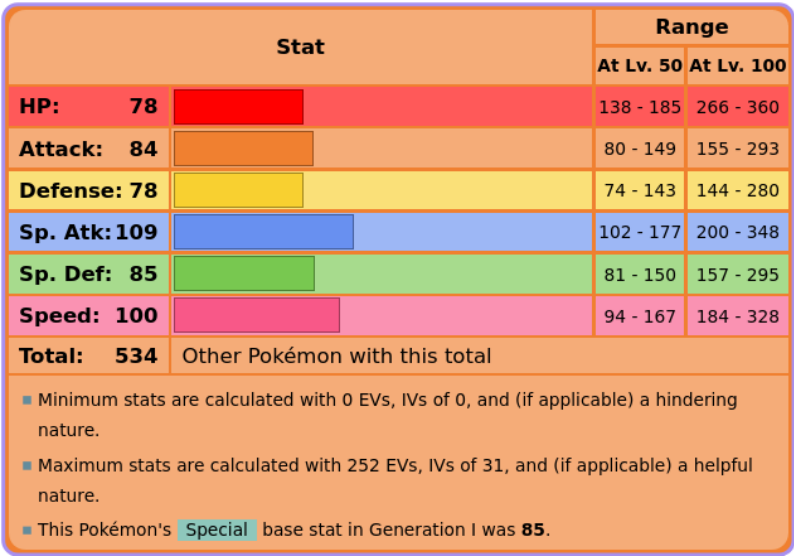 Stat Range
At Lv. 50 At Lv. 100
HP: 78 138 - 185 266 - 360
Attack: 84 80 - 149 155 - 293
Defense: 78 74 - 143 144 - 280
Sp. Atk: 109 102 - 177 200 - 348
Sp. Def: 85 81 - 150 157 - 295
Speed: 100 94 - 167 184 - 328
Total: 534 Other Pokémon with this total
Minimum stats are calculated with 0 EVs, IVs of 0, and (if applicable) a hindering
nature.
Maximum stats are calculated with 252 EVs, IVs of 31, and (if applicable) a helpful
nature.
This Pokémon's Special base stat in Generation I was 85.